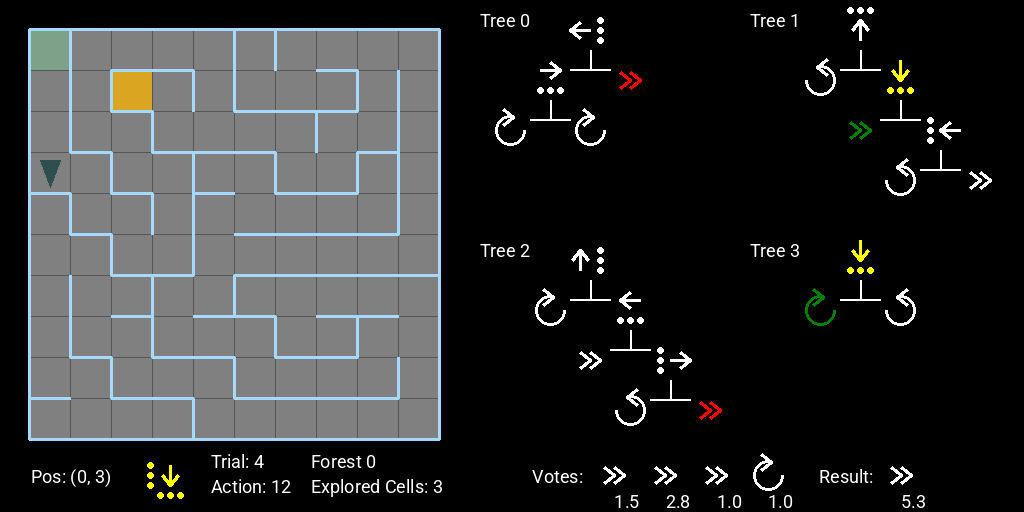 Tree 0
Tree 1
Tree 2
Tree 3
Pos: (0, 3)
Trial: 4
Forest 0
Action: 12
Explored Cells: 3
Votes:
1.5
2.8
1.0
1.0
Result:
5.3